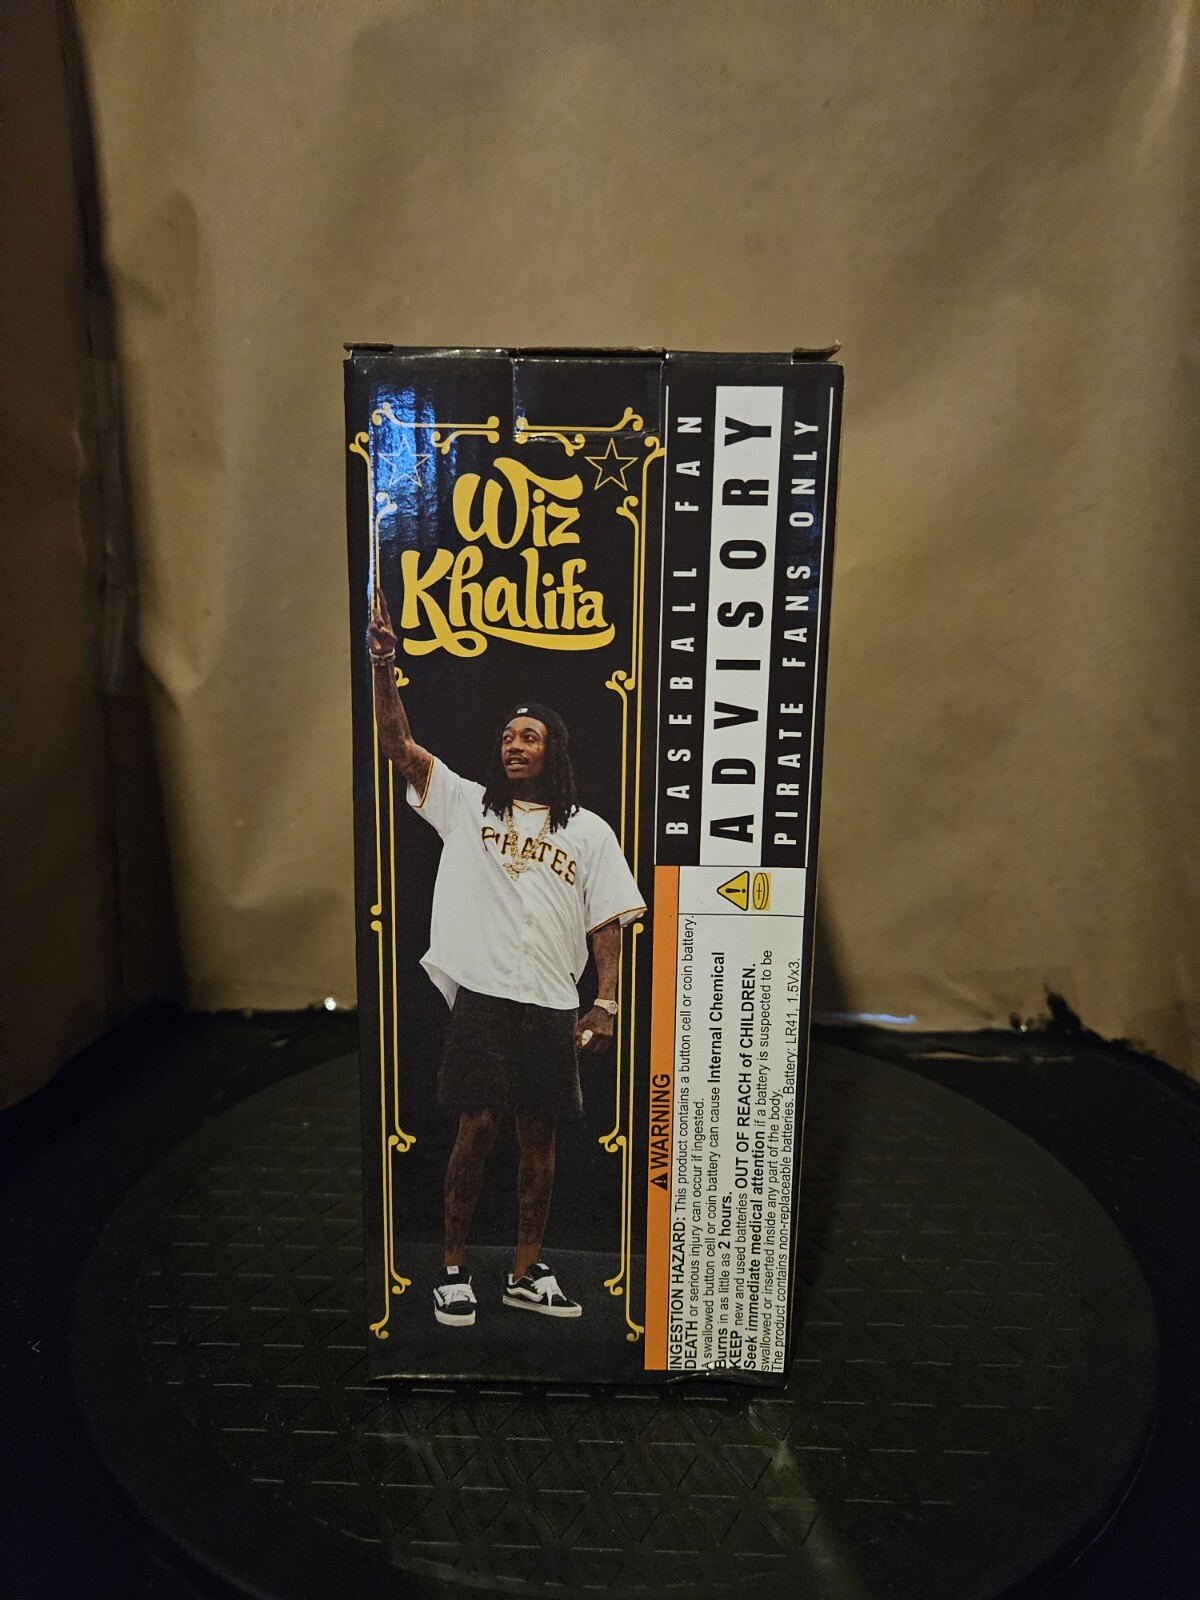 Wiz
Khalifa
PIRATES
BASEBALL FAN
ADVISORY
PIRATE FANS ONLY
WARNING
INGESTION HAZARD: This product contains a button cell or coin battery.
DEATH or serious injury can occur if ingested.
A swallowed button cell or coin battery can cause Internal Chemical
Burns in as little as 2 hours.
KEEP new and used batteries OUT OF REACH of CHILDREN.
Seek immediate medical attention if a battery is suspected to be
swallowed or inserted inside any part of the body.
The product contains non-replaceable batteries. Battery: LR41, 1.5Vx3.